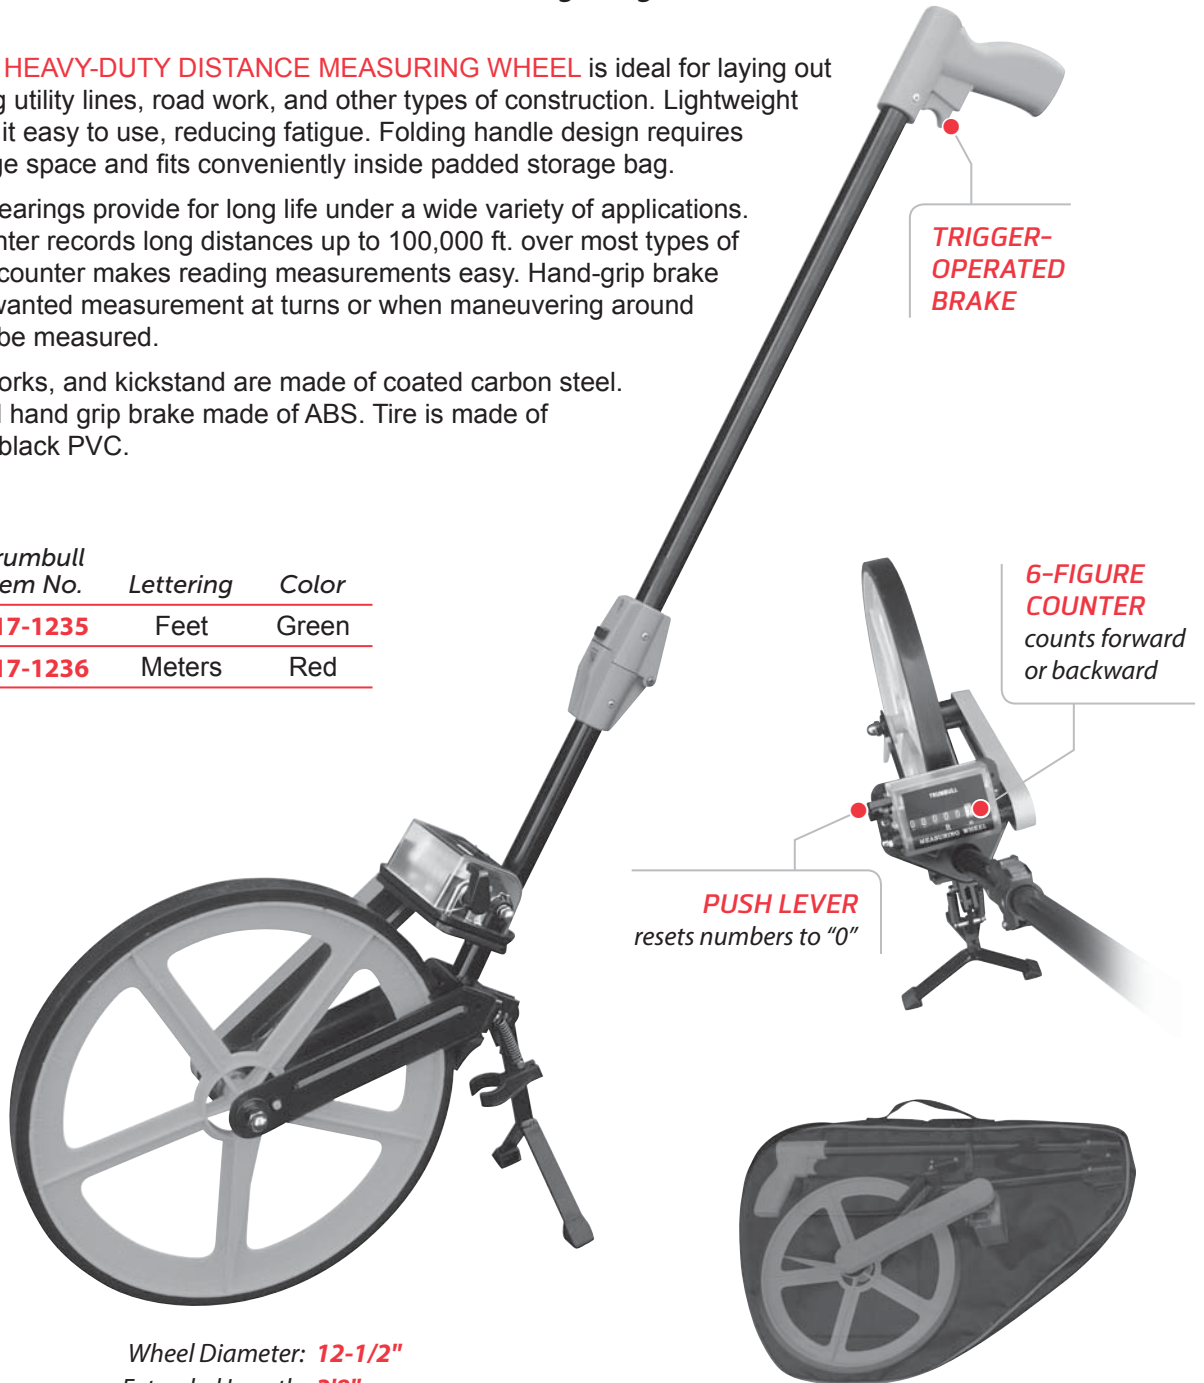 HEAVY-DUTY DISTANCE MEASURING WHEEL is ideal for laying out
g utility lines, road work, and other types of construction. Lightweight
it easy to use, reducing fatigue. Folding handle design requires
ge space and fits conveniently inside padded storage bag.
earings provide for long life under a wide variety of applications.
nter records long distances up to 100,000 ft. over most types of
counter makes reading measurements easy. Hand-grip brake
wanted measurement at turns or when maneuvering around
be measured.
orks, and kickstand are made of coated carbon steel.
d hand grip brake made of ABS. Tire is made of
black PVC.
TRIGGER-
OPERATED
BRAKE
rumbull
em No. Lettering Color
17-1235 Feet Green
17-1236 Meters Red
6-FIGURE
COUNTER
counts forward
or backward
TRUMBULL
00000
ft
MEASURING WHEEL
PUSH LEVER
resets numbers to “0”
Wheel Diameter: 12-1/2"